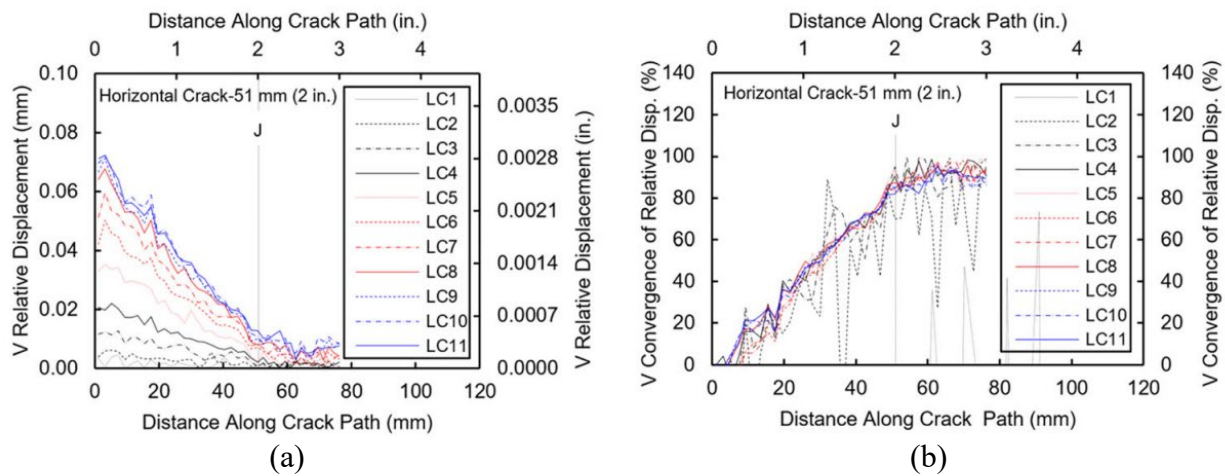 Distance Along Crack Path (in.)
0 1 2 3 4
0.10
0.08
0.06
0.04
0.02
0.00
V Relative Displacement (mm)
Horizontal Crack-51 mm (2 in.)
J
LC1
LC2
LC3
LC4
LC5
LC6
LC7
LC8
LC9
LC10
LC11
0.0035
0.0028
0.0021
0.0014
0.0007
0.0000
V Relative Displacement (in.)
0 20 40 60 80 100 120
Distance Along Crack Path (mm)
(a)
Distance Along Crack Path (in.)
0 1 2 3 4
140
120
100
80
60
40
20
0
V Convergence of Relative Disp. (%)
Horizontal Crack-51 mm (2 in.)
J
LC1
LC2
LC3
LC4
LC5
LC6
LC7
LC8
LC9
LC10
LC11
140
120
100
80
60
40
20
0
V Convergence of Relative Disp. (%)
0 20 40 60 80 100 120
Distance Along Crack Path (mm)
(b)